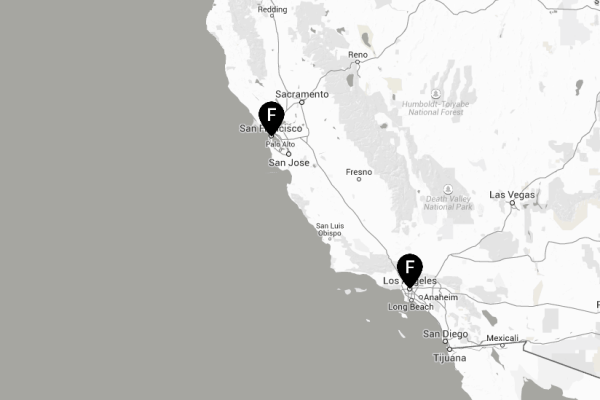 Redding
Reno
Sacramento
Humboldt-Toiyabe
National Forest
F
San Francisco
Palo Alto
San Jose
Fresno
Death Valley
National Park
Las Vegas
San Luis
Obispo
F
Los Angeles
Anaheim
Long Beach
San Diego
Mexicali
Tijuana